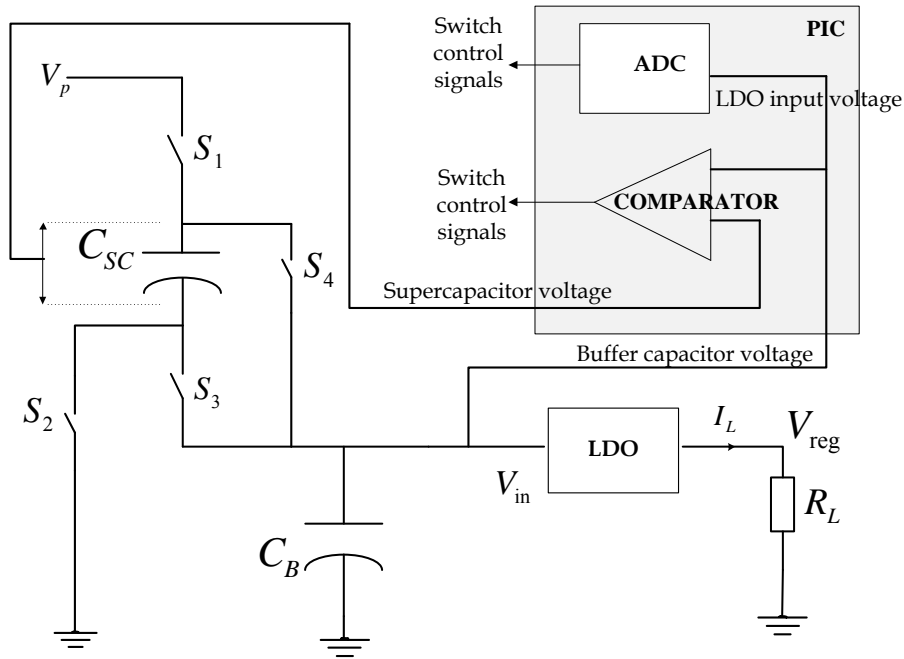 PIC
Switch
control
signals
ADC
LDO input voltage
V_p
S_1
Switch
control
signals
COMPARATOR
C_SC
S_4
Supercapacitor voltage
Buffer capacitor voltage
S_3
S_2
I_L
V_reg
LDO
V_in
R_L
C_B